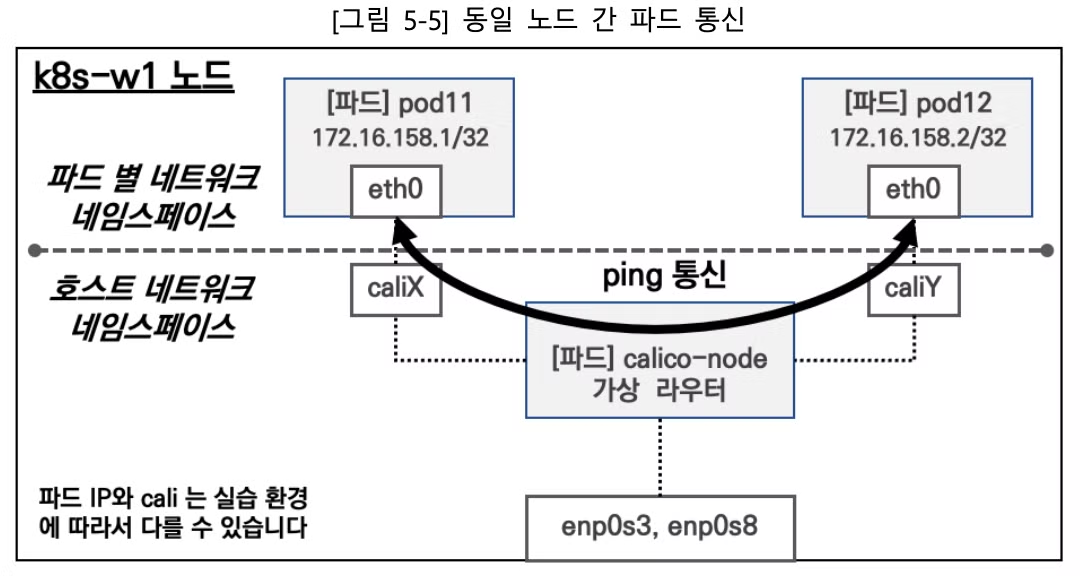 [그림 5-5] 동일 노드 간 파드 통신
k8s-w1 노드
[파드] pod11
172.16.158.1/32
eth0
[파드] pod12
172.16.158.2/32
eth0
파드 별 네트워크
네임스페이스
호스트 네트워크
네임스페이스
caliX
ping 통신
caliY
[파드] calico-node
가상 라우터
파드 IP와 cali 는 실습 환경
에 따라서 다를 수 있습니다
enp0s3, enp0s8